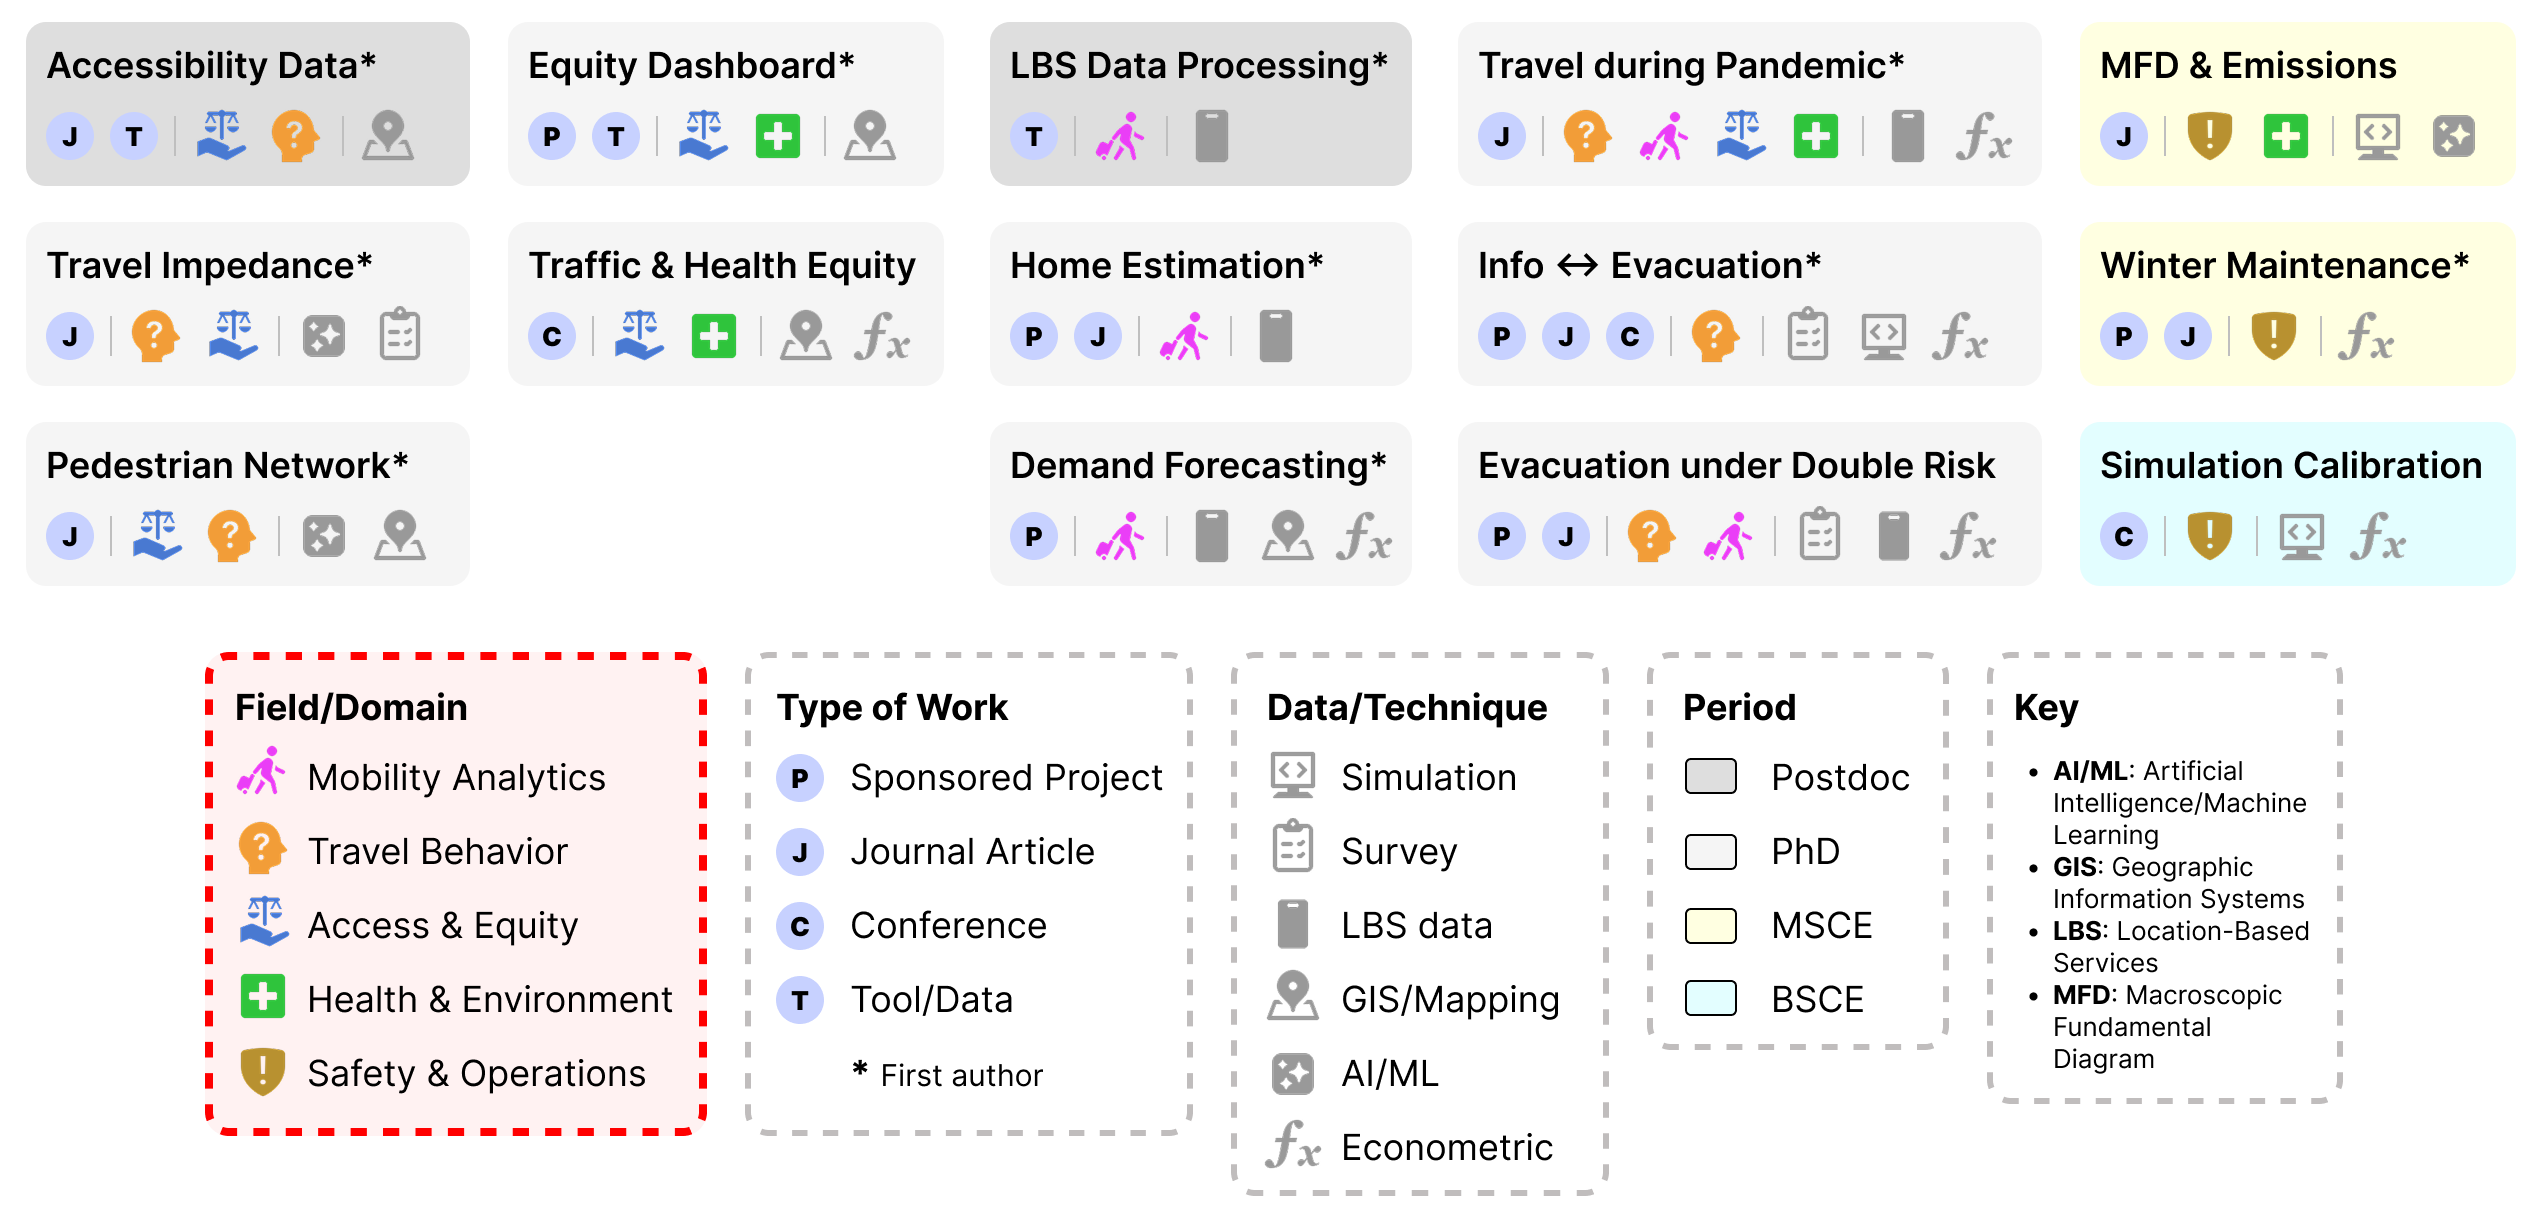 Accessibility Data*
J T
Equity Dashboard*
P T
LBS Data Processing*
T
Travel during Pandemic*
J ? fx
MFD & Emissions
J !
Travel Impedance*
J ?
Traffic & Health Equity
C fx
Home Estimation*
P J
Info ↔ Evacuation*
P J C ? fx
Winter Maintenance*
P J ! fx
Pedestrian Network*
J ?
Demand Forecasting*
P fx
Evacuation under Double Risk
P J ? fx
Simulation Calibration
C ! fx
Field/Domain
Mobility Analytics
? Travel Behavior
Access & Equity
Health & Environment
! Safety & Operations
Type of Work
P Sponsored Project
J Journal Article
C Conference
T Tool/Data
* First author
Data/Technique
Simulation
Survey
LBS data
GIS/Mapping
AI/ML
fx Econometric
Period
Postdoc
PhD
MSCE
BSCE
Key
• AI/ML: Artificial
Intelligence/Machine
Learning
• GIS: Geographic
Information Systems
• LBS: Location-Based
Services
• MFD: Macroscopic
Fundamental
Diagram